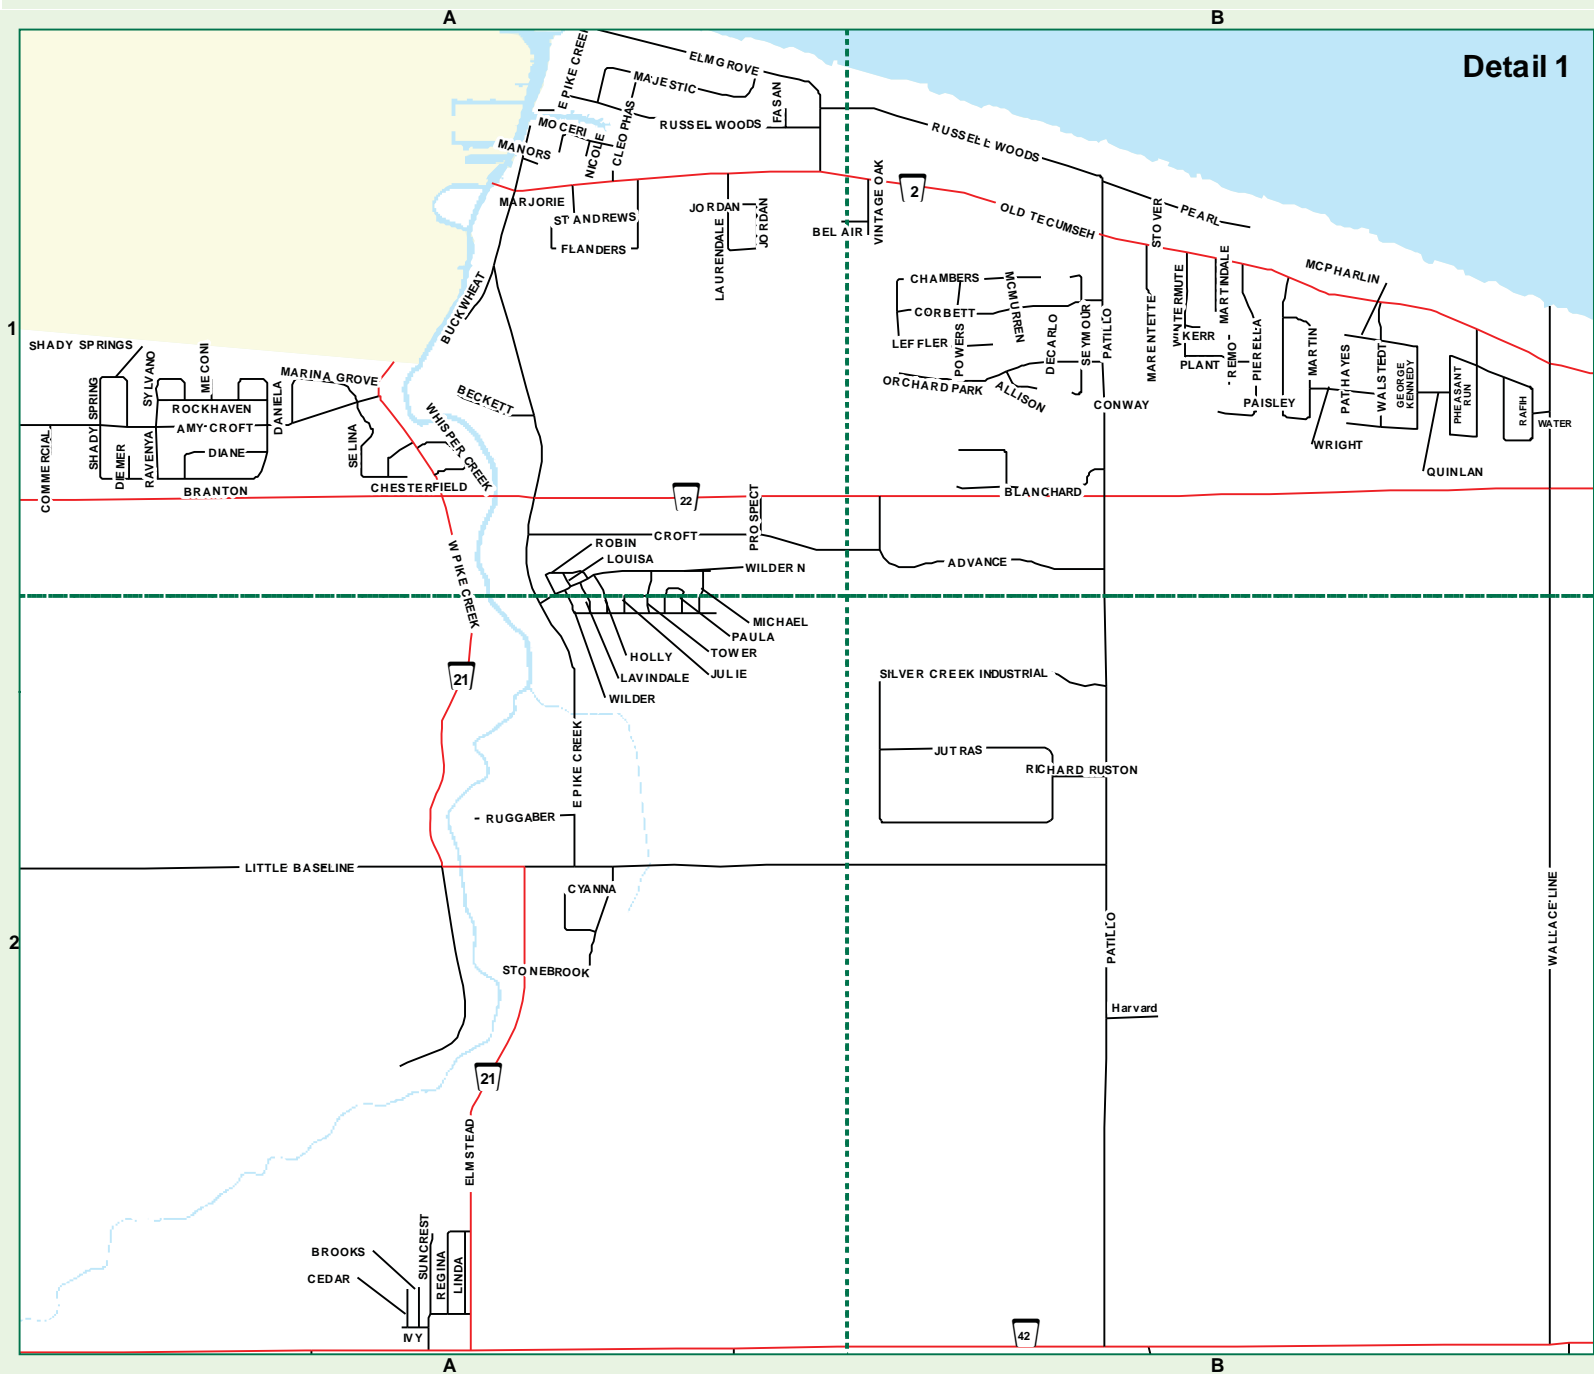 A
B
Detail 1
E PIKE CREEK
ELMGROVE
MAJESTIC
FASAN
MOCERI
CLEOPHAS
RUSSEL WOODS
RUSSELL WOODS
MANORS
NICOLE
VINTAGE OAK
2
MARJORIE
ST ANDREWS
JORDAN
JORDAN
LAURENDALE
FLANDERS
BEL AIR
OLD TECUMSEH
STOVER
PEARL
BUCKWHEAT
CHAMBERS
MCMURREN
CORBETT
POWERS
LEFFLER
DECARLO
SEYMOUR
PATILLO
ORCHARD PARK
ALLISON
CONWAY
MARENTETTE
WINTERMUTE
MARTINDALE
KERR
PLANT
REMO
PIERELLA
PAISLEY
MARTIN
MCPHARLIN
PATHAYES
WALSTEDT
GEORGE
KENNEDY
PHEASANT
RUN
RAFIH
WATER
WRIGHT
QUINLAN
1
SHADY SPRINGS
SYLVANO
MECONI
MARINA GROVE
SHADY SPRING
ROCKHAVEN
DANIELA
AMY CROFT
DIEMER
RAVENYA
DIANE
SELINA
COMMERCIAL
BRANTON
CHESTERFIELD
WHISPER CREEK
BECKETT
22
PROSPECT
BLANCHARD
CROFT
ROBIN
LOUISA
WILDER N
ADVANCE
W PIKE CREEK
MICHAEL
PAULA
TOWER
HOLLY
JULIE
LAVINDALE
WILDER
21
SILVER CREEK INDUSTRIAL
E PIKE CREEK
JUTRAS
RICHARD RUSTON
RUGGABER
LITTLE BASELINE
CYANNA
WALLACE LINE
PATILLO
2
STONEBROOK
Harvard
21
ELMSTEAD
BROOKS
CEDAR
SUNCREST
REGINA
LINDA
IVY
42
A
B